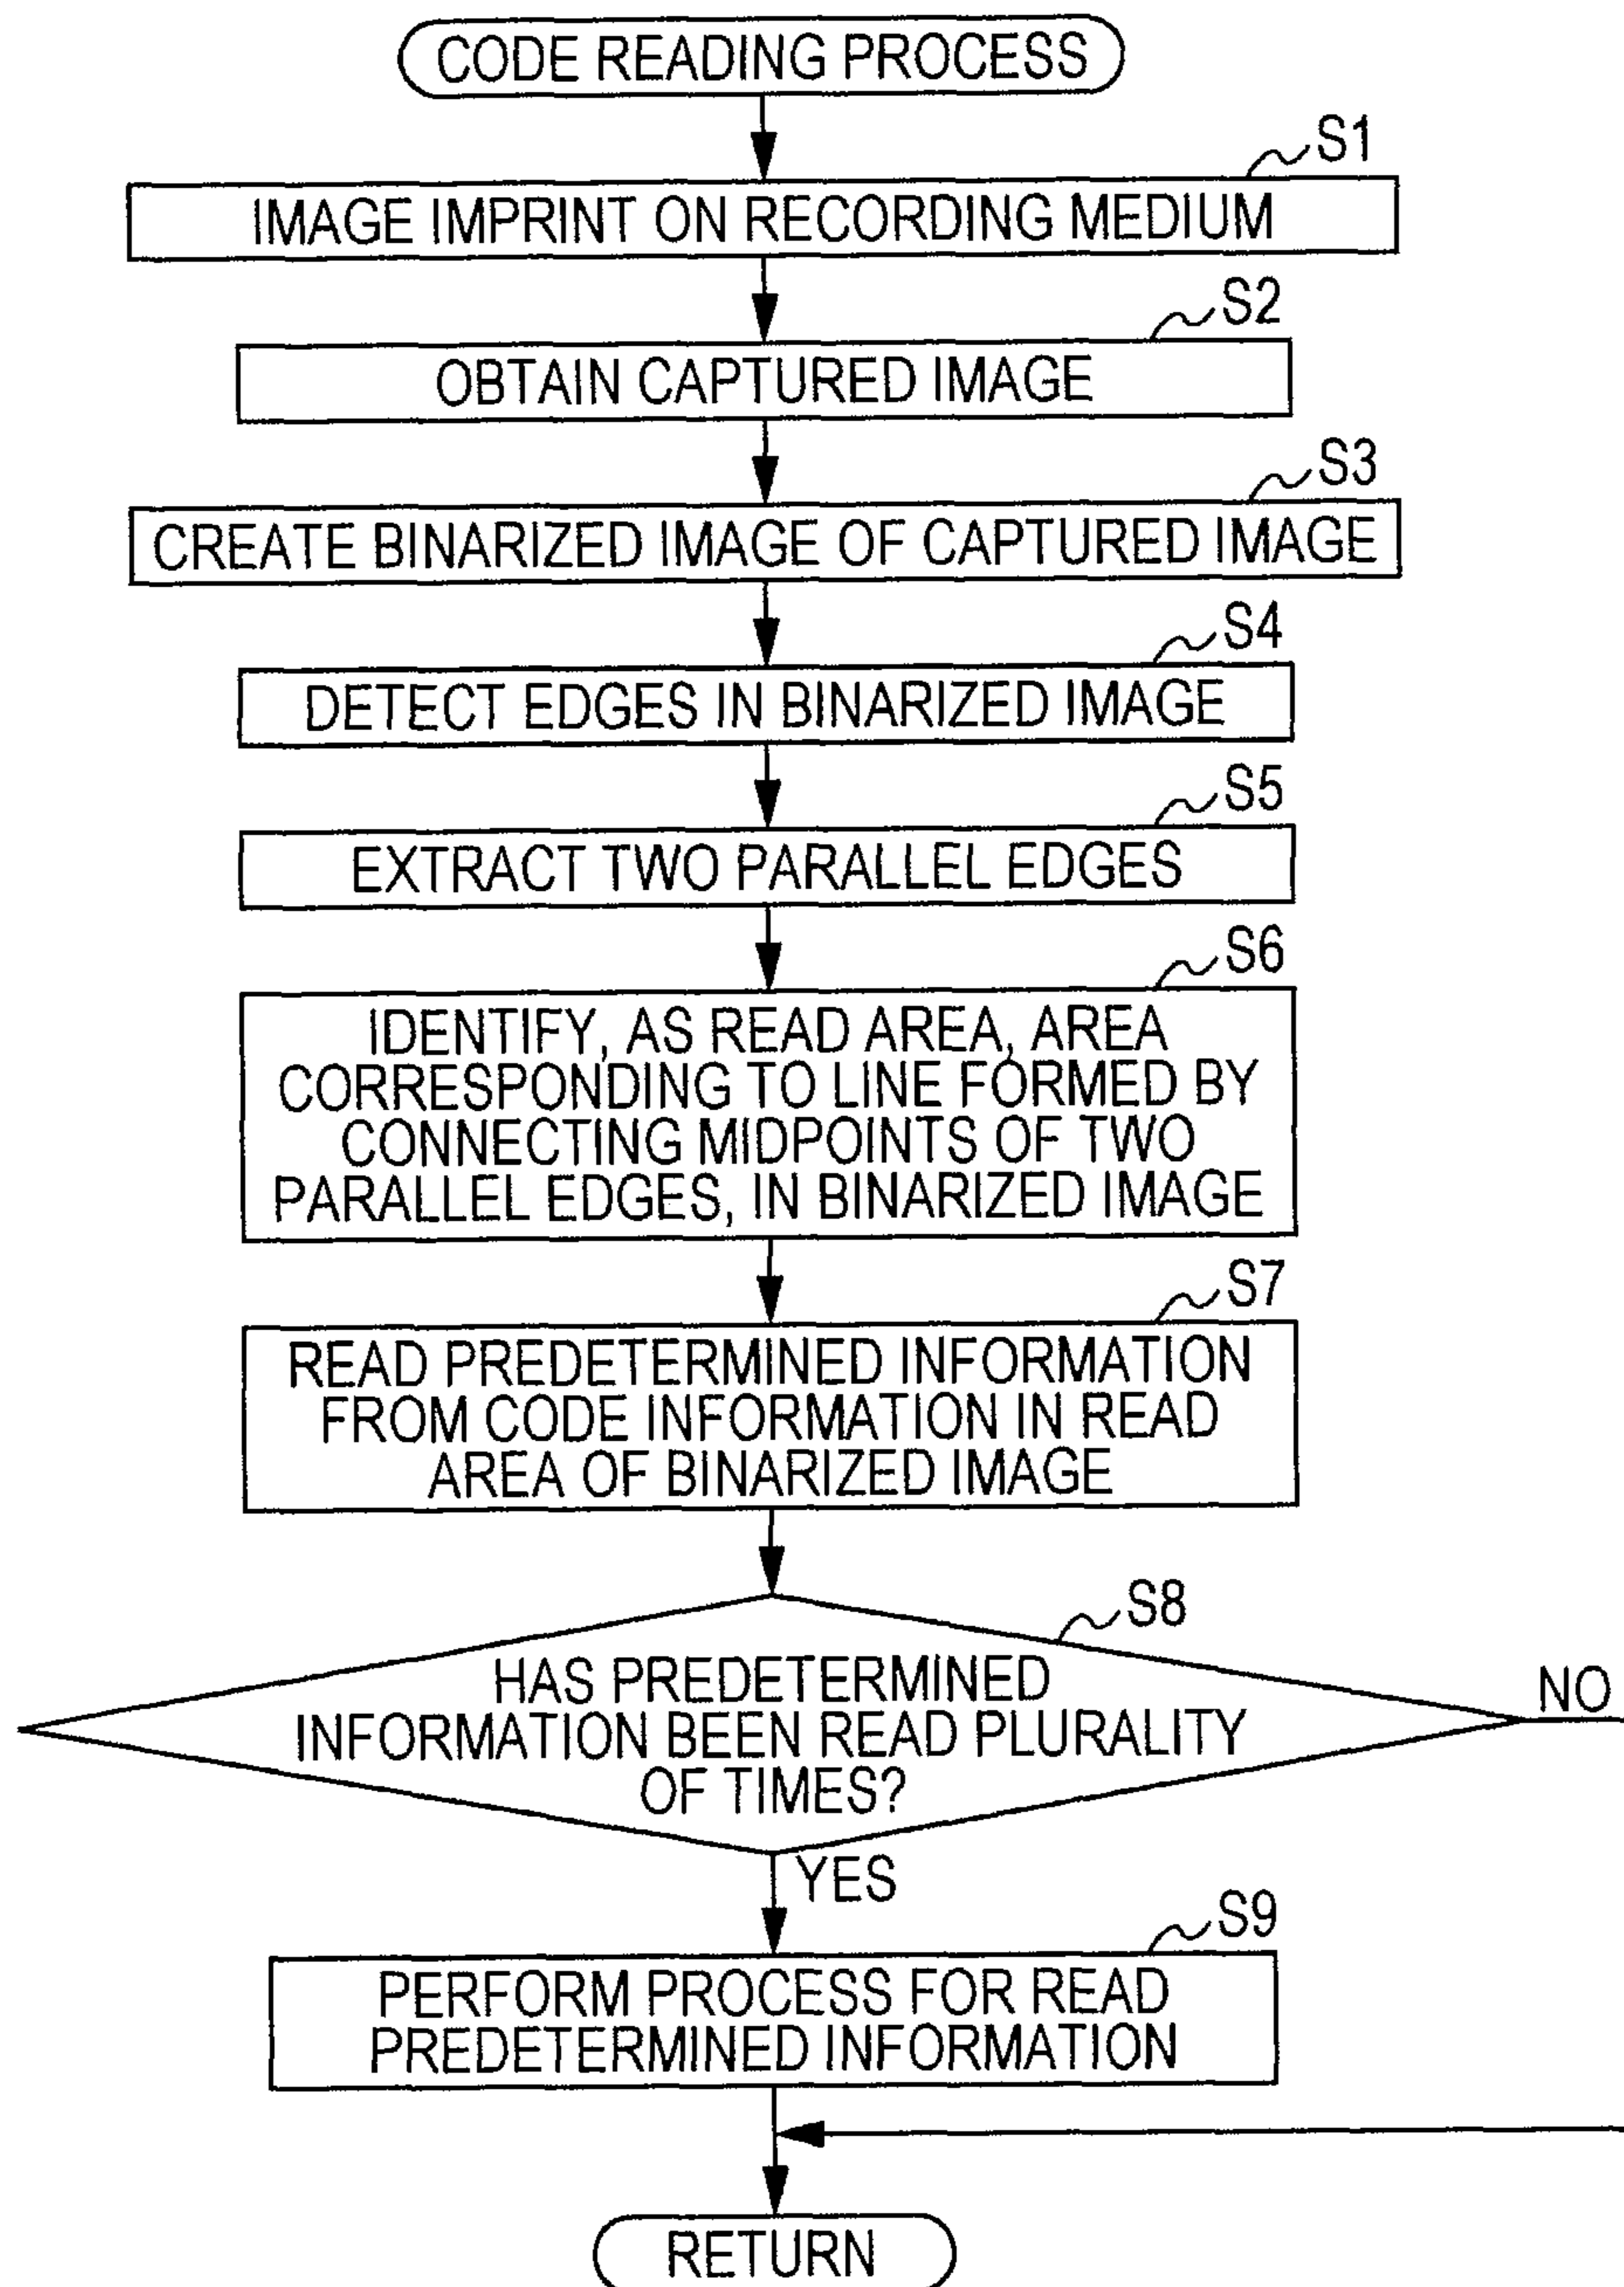 CODE READING PROCESS
S1
IMAGE IMPRINT ON RECORDING MEDIUM
S2
OBTAIN CAPTURED IMAGE
S3
CREATE BINARIZED IMAGE OF CAPTURED IMAGE
S4
DETECT EDGES IN BINARIZED IMAGE
S5
EXTRACT TWO PARALLEL EDGES
S6
IDENTIFY, AS READ AREA, AREA
CORRESPONDING TO LINE FORMED BY
CONNECTING MIDPOINTS OF TWO
PARALLEL EDGES, IN BINARIZED IMAGE
S7
READ PREDETERMINED INFORMATION
FROM CODE INFORMATION IN READ
AREA OF BINARIZED IMAGE
S8
HAS PREDETERMINED
INFORMATION BEEN READ PLURALITY
OF TIMES?
NO
YES
S9
PERFORM PROCESS FOR READ
PREDETERMINED INFORMATION
RETURN